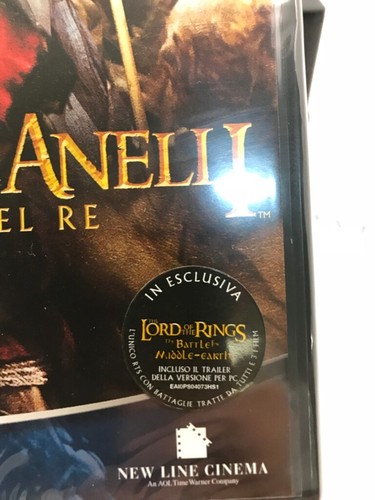 ANELLI™
EL RE
IN ESCLUSIVA
THE
LORD OF THE RINGS
The Battle for
Middle-earth
INCLUSO IL TRAILER
DELLA VERSIONE PER PC
EAI0PS04073HS1
L'UNICO RTS CON BATTAGLIE TRATTE DA TUTTI E 3 I FILM
NEW LINE CINEMA
An AOL Time Warner Company